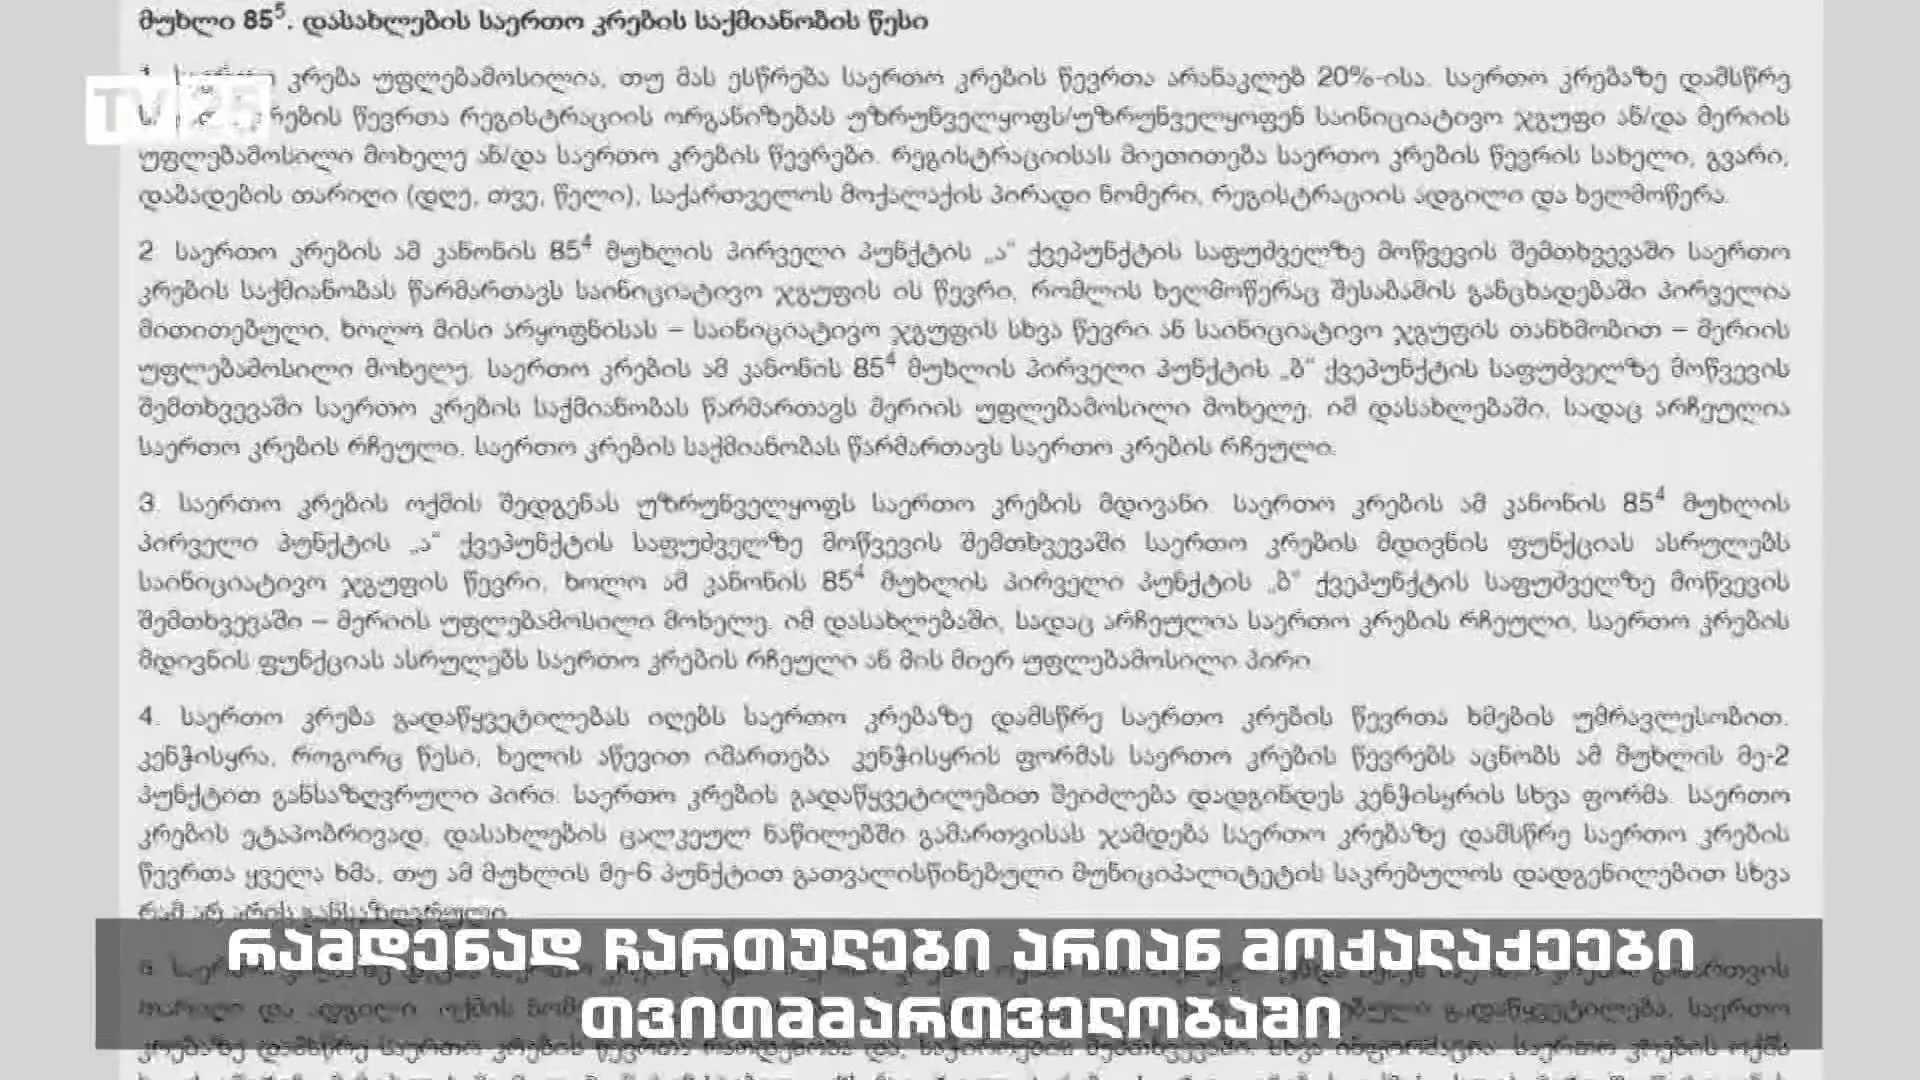 მუხლი 85⁵. დასახლების საერთო კრების საქმიანობის წესი
კრება უფლებამოსილია, თუ მას ესწრება საერთო კრების წევრთა არანაკლებ 20%-ისა. საერთო კრებაზე დამსწრე
TV 25
წევრთა რეგისტრაციის ორგანიზებას უზრუნველყოფს/უზრუნველყოფენ საინიციატივო ჯგუფი ან/და მერიის
უფლებამოსილი მოხელე ან/და საერთო კრების წევრები. რეგისტრაციისას მიეთითება საერთო კრების წევრის სახელი, გვარი,
დაბადების თარიღი (დღე, თვე, წელი), საქართველოს მოქალაქის პირადი ნომერი, რეგისტრაციის ადგილი და ხელმოწერა.
2. საერთო კრების ამ კანონის 85⁴ მუხლის პირველი პუნქტის „ა“ ქვეპუნქტის საფუძველზე მოწვევის შემთხვევაში საერთო
კრების საქმიანობას წარმართავს საინიციატივო ჯგუფის ის წევრი, რომლის ხელმოწერაც შესაბამის განცხადებაში პირველია
მითითებული, ხოლო მისი არყოფნისას – საინიციატივო ჯგუფის სხვა წევრი ან საინიციატივო ჯგუფის თანხმობით – მერიის
უფლებამოსილი მოხელე. საერთო კრების ამ კანონის 85⁴ მუხლის პირველი პუნქტის „ბ“ ქვეპუნქტის საფუძველზე მოწვევის
შემთხვევაში საერთო კრების საქმიანობას წარმართავს მერიის უფლებამოსილი მოხელე. იმ დასახლებაში, სადაც არჩეულია
საერთო კრების რჩეული, საერთო კრების საქმიანობას წარმართავს საერთო კრების რჩეული.
3. საერთო კრების ოქმის შედგენას უზრუნველყოფს საერთო კრების მდივანი. საერთო კრების ამ კანონის 85⁴ მუხლის
პირველი პუნქტის „ა“ ქვეპუნქტის საფუძველზე მოწვევის შემთხვევაში საერთო კრების მდივნის ფუნქციას ასრულებს
საინიციატივო ჯგუფის წევრი, ხოლო ამ კანონის 85⁴ მუხლის პირველი პუნქტის „ბ“ ქვეპუნქტის საფუძველზე მოწვევის
შემთხვევაში – მერიის უფლებამოსილი მოხელე. იმ დასახლებაში, სადაც არჩეულია საერთო კრების რჩეული, საერთო კრების
მდივნის ფუნქციას ასრულებს საერთო კრების რჩეული ან მის მიერ უფლებამოსილი პირი.
4. საერთო კრება გადაწყვეტილებას იღებს საერთო კრებაზე დამსწრე საერთო კრების წევრთა ხმების უმრავლესობით.
კენჭისყრა, როგორც წესი, ხელის აწევით იმართება. კენჭისყრის ფორმას საერთო კრების წევრებს აცნობს ამ მუხლის მე-2
პუნქტით განსაზღვრული პირი. საერთო კრების გადაწყვეტილებით შეიძლება დადგინდეს კენჭისყრის სხვა ფორმა. საერთო
კრების ეტაპობრივად, დასახლების ცალკეულ ნაწილებში გამართვისას ჯამდება საერთო კრებაზე დამსწრე საერთო კრების
წევრთა ყველა ხმა, თუ ამ მუხლის მე-6 პუნქტით გათვალისწინებული მუნიციპალიტეტის საკრებულოს დადგენილებით სხვა
რამ არ არის განსაზღვრული.
რამდენად ჩართულები არიან მოქალაქეები
თვითმმართველობაში